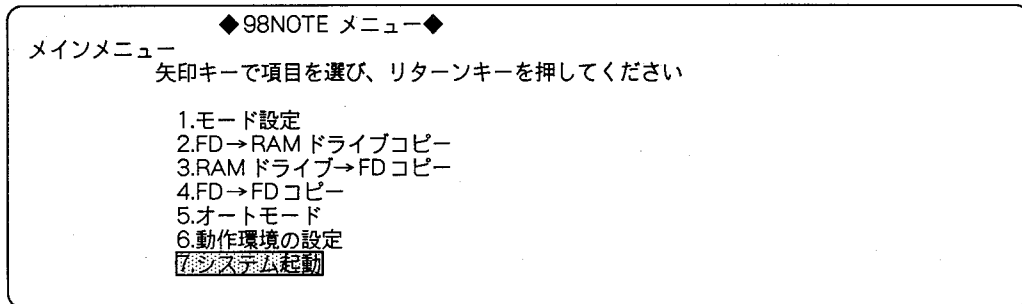 ◆98NOTE メニュー◆
メインメニュー
矢印キーで項目を選び、リターンキーを押してください
1.モード設定
2.FD→RAMドライブコピー
3.RAMドライブ→FDコピー
4.FD→FDコピー
5.オートモード
6.動作環境の設定
7.システム起動